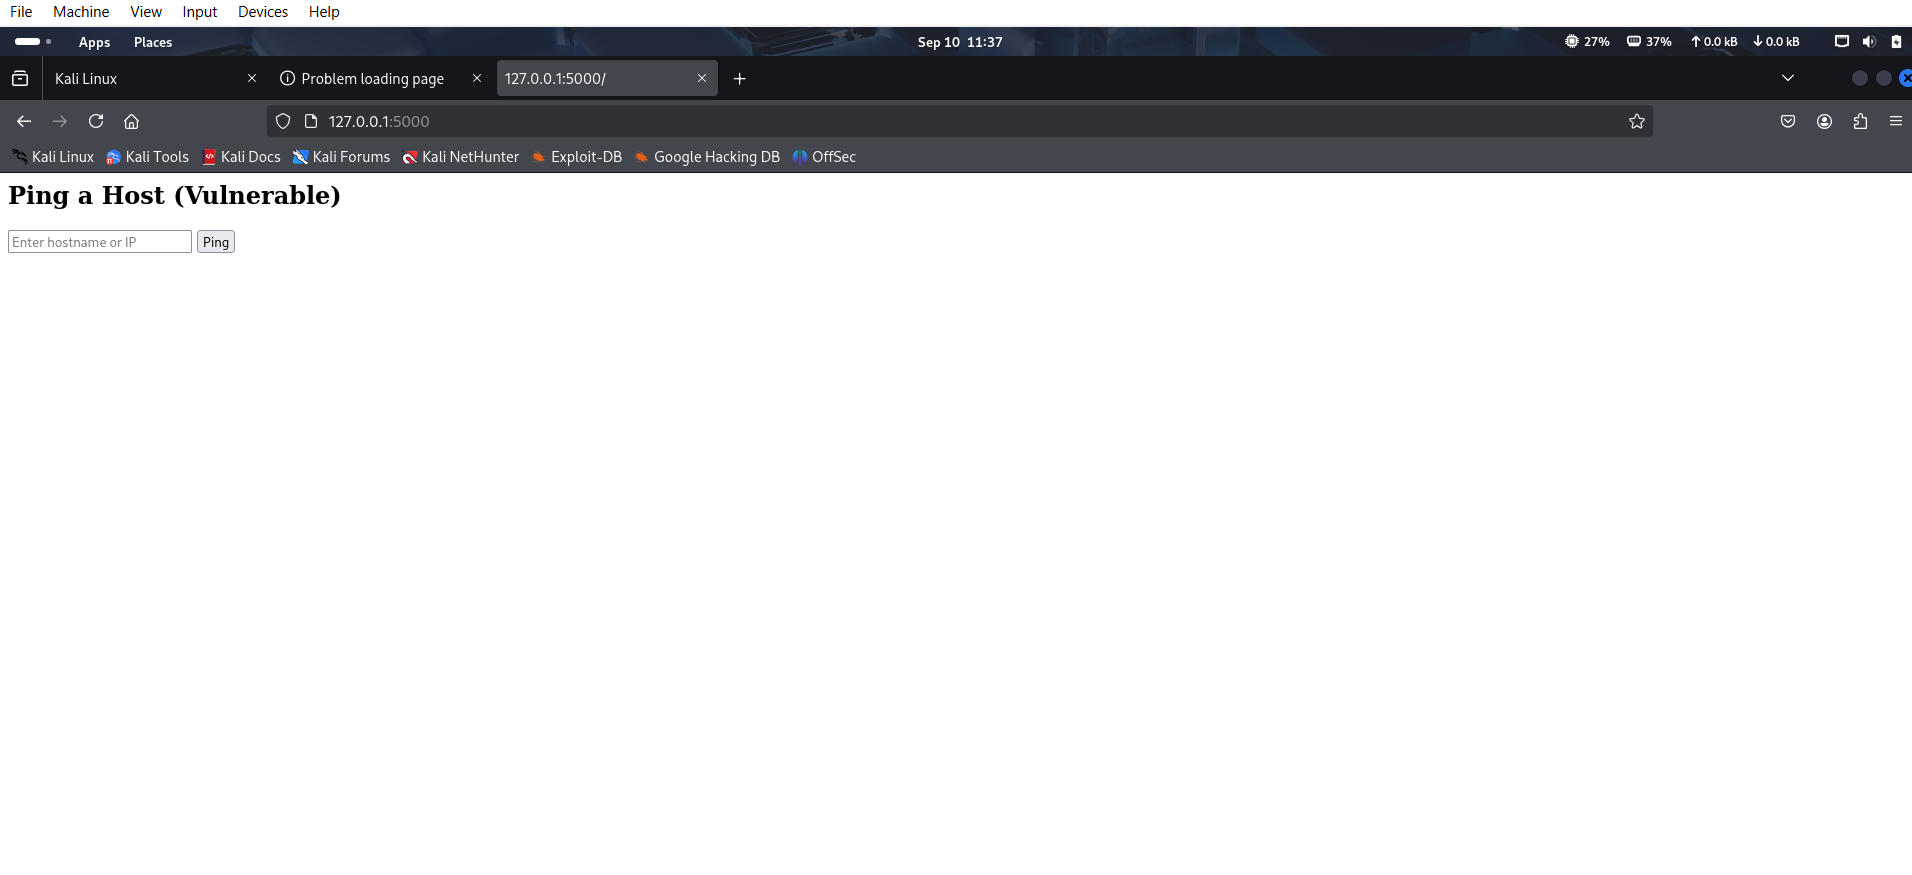 File Machine View Input Devices Help
Apps Places Sep 10 11:37 27% 37% 0.0 kB 0.0 kB
Kali Linux Problem loading page 127.0.0.1:5000/
127.0.0.1:5000
Kali Linux Kali Tools Kali Docs Kali Forums Kali NetHunter Exploit-DB Google Hacking DB OffSec
Ping a Host (Vulnerable)
Enter hostname or IP Ping